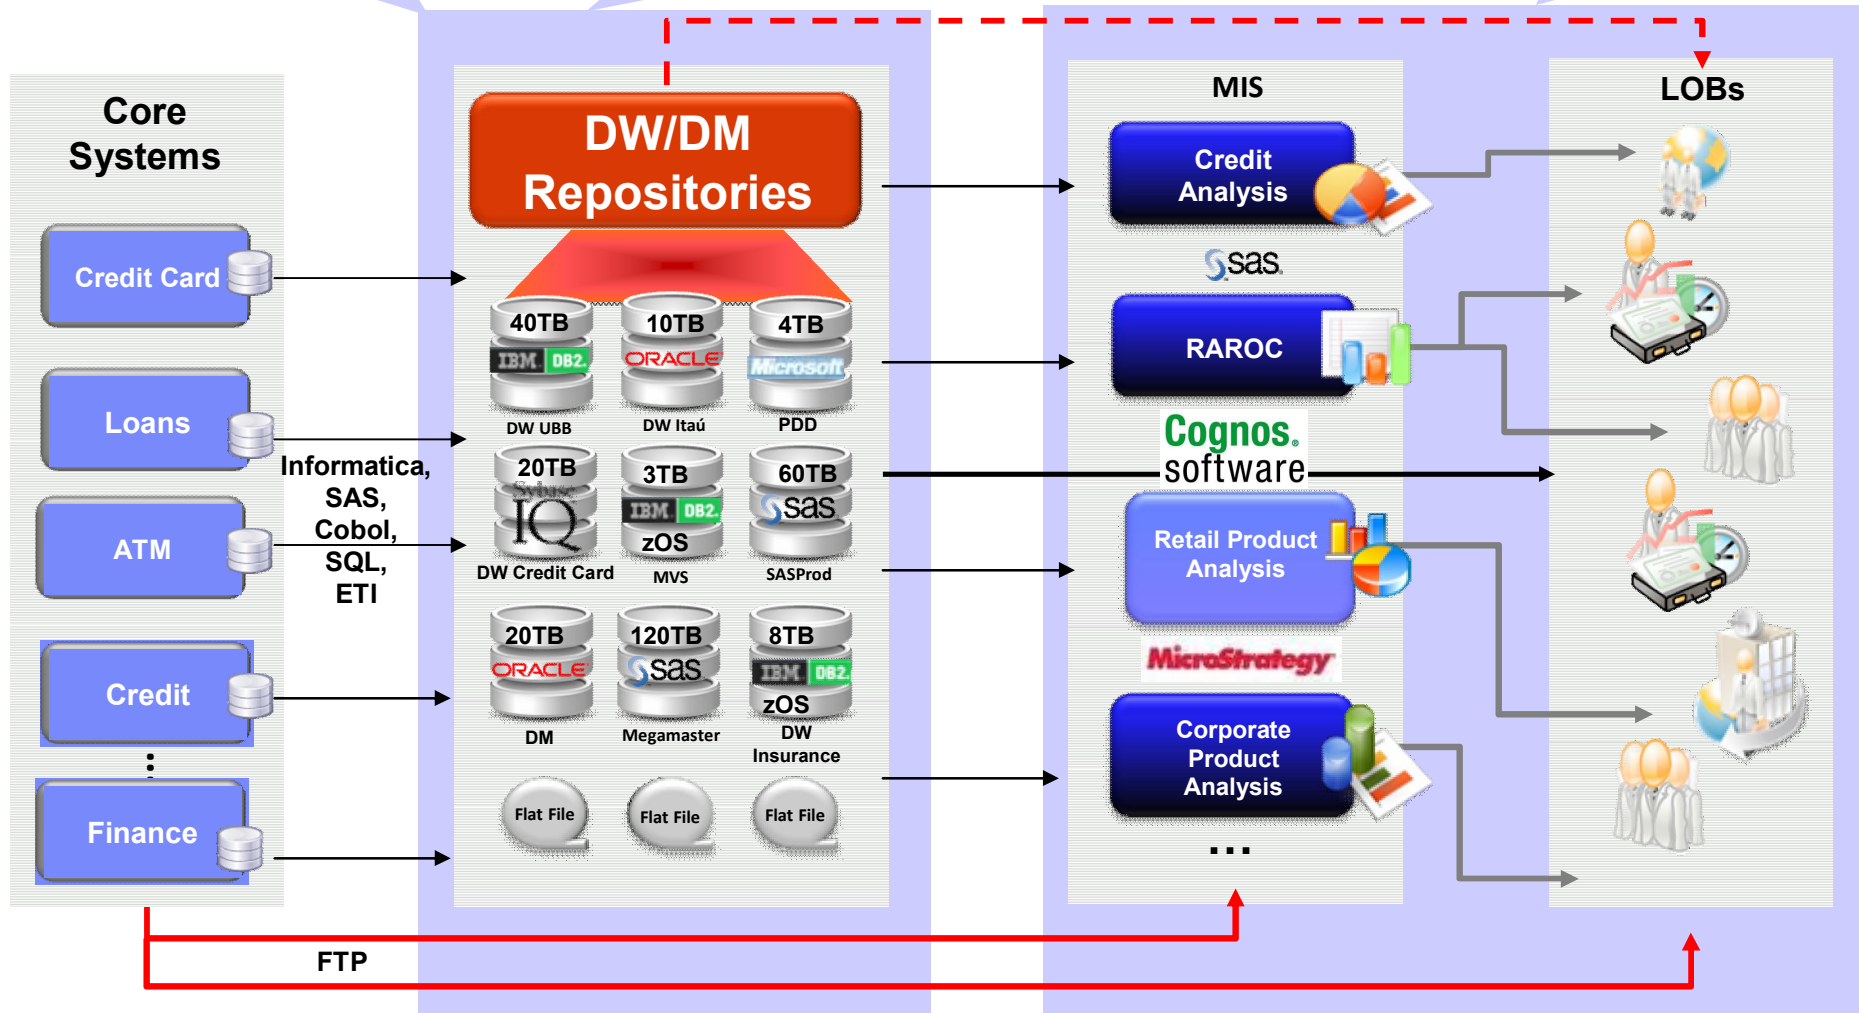 Core
Systems
Credit Card
Loans
ATM
Credit
Finance
Informatica,
SAS,
Cobol,
SQL,
ETI
FTP
DW/DM
Repositories
40TB
IBM. DB2.
DW UBB
10TB
ORACLE
DW Itaú
4TB
Microsoft
PDD
20TB
Sybase
IQ
DW Credit Card
3TB
IBM. DB2.
zOS
MVS
60TB
sas
SASProd
20TB
ORACLE
DM
120TB
sas
Megamaster
8TB
IBM. DB2.
zOS
DW
Insurance
Flat File
Flat File
Flat File
MIS
Credit
Analysis
sas.
RAROC
Cognos.
software
Retail Product
Analysis
MicroStrategy
Corporate
Product
Analysis
...
LOBs